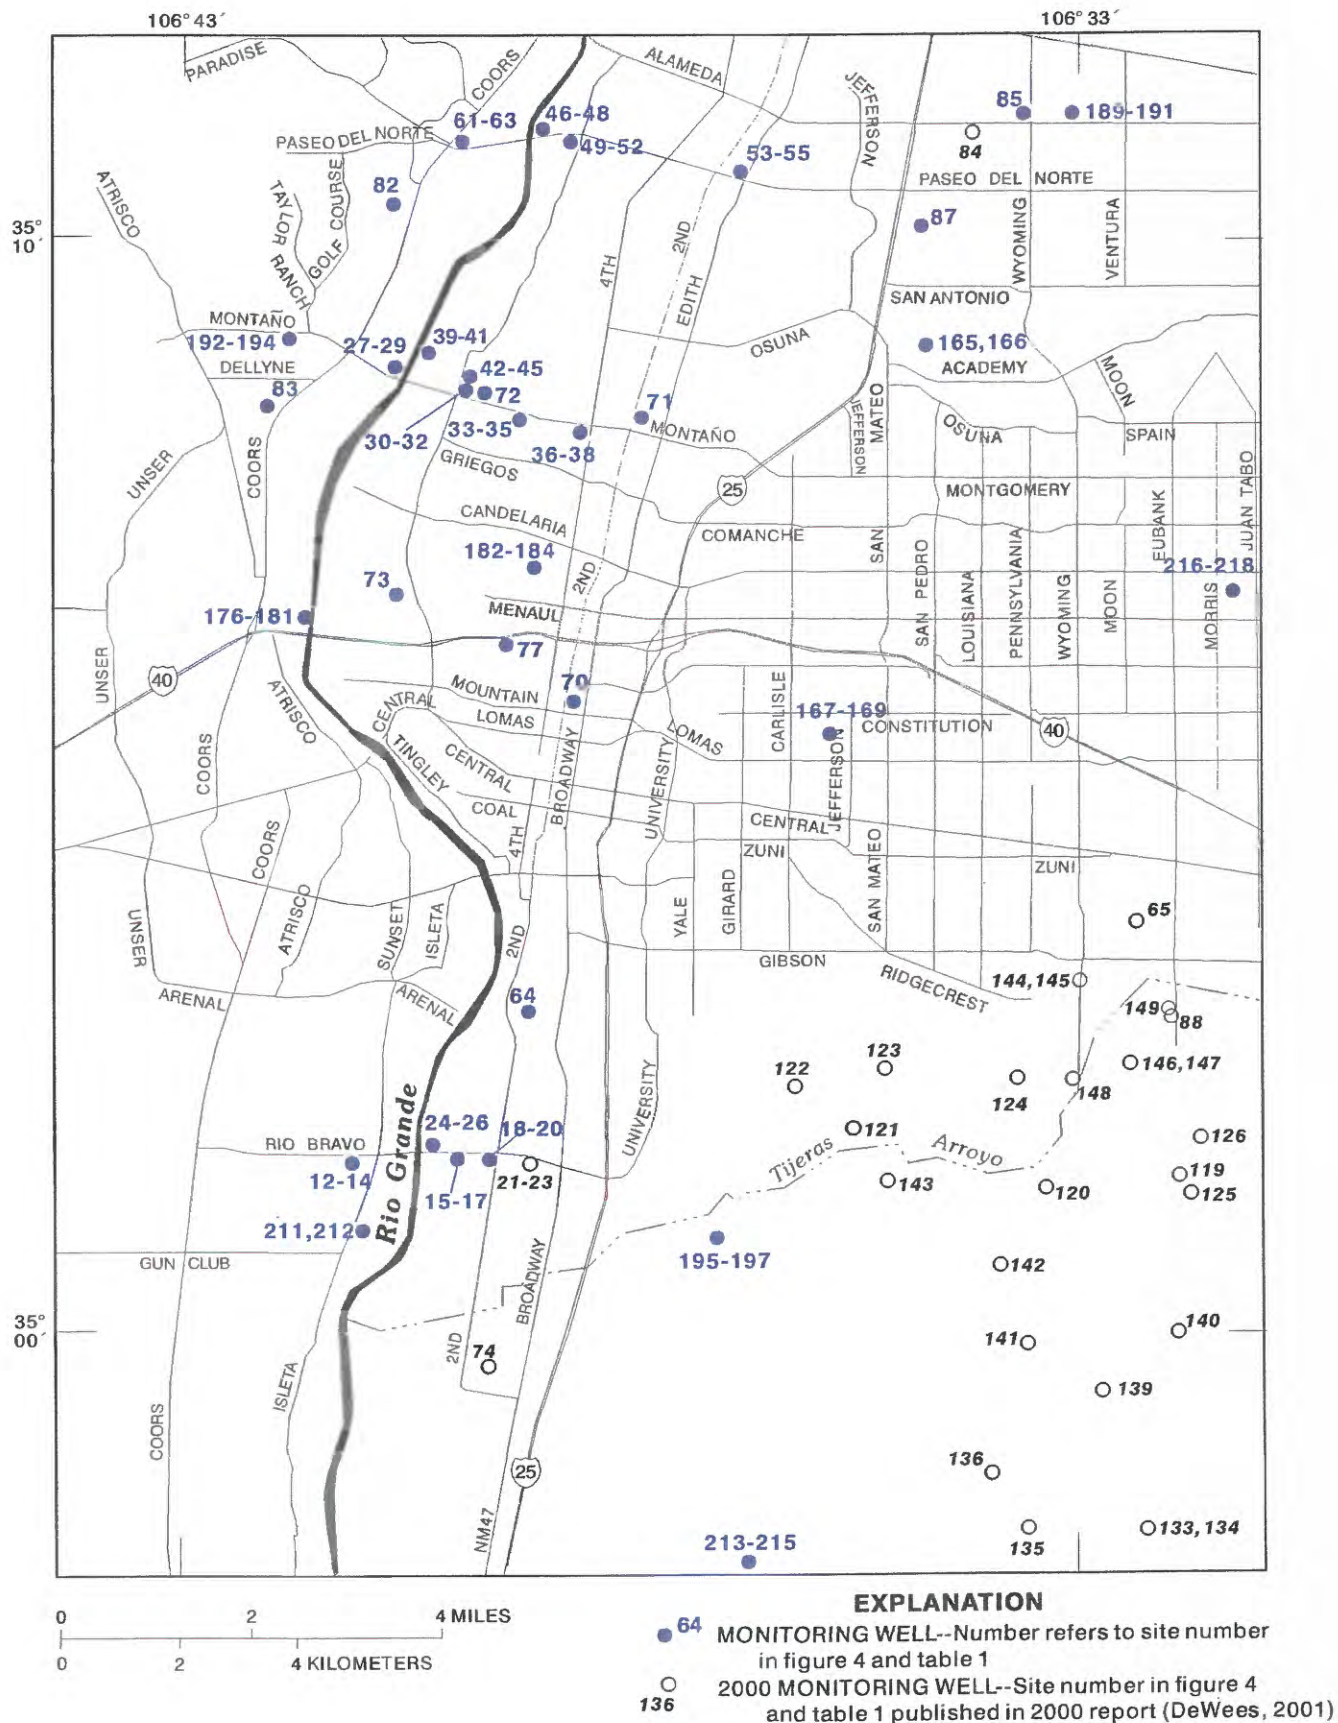 106° 43´
106° 33´
PARADISE
COORS
ALAMEDA
JEFFERSON
61-63
46-48
49-52
85
189-191
84
PASEO DEL NORTE
53-55
PASEO DEL NORTE
ATRISCO
TAYLOR RANCH
GOLF COURSE
82
87
35°
10´
4TH
2ND
EDITH
WYOMING
VENTURA
SAN ANTONIO
MONTAÑO
192-194
27-29
39-41
OSUNA
165,166
DELLYNE
42-45
ACADEMY
MOON
83
72
71
30-32
33-35
36-38
MONTAÑO
JEFFERSON
SAN MATEO
OSUNA
SPAIN
UNSER
COORS
GRIEGOS
25
MONTGOMERY
CANDELARIA
COMANCHE
EUBANK
JUAN TABO
182-184
2ND
73
216-218
176-181
MENAUL
SAN PEDRO
LOUISIANA
PENNSYLVANIA
WYOMING
MOON
MORRIS
77
UNSER
40
ATRISCO
MOUNTAIN
70
CENTRAL
LOMAS
LOMAS
CARLISLE
167-169
CONSTITUTION
40
COORS
TINGLEY
CENTRAL
BROADWAY
UNIVERSITY
JEFFERSON
COAL
CENTRAL
COORS
4TH
ZUNI
SAN MATEO
ZUNI
UNSER
ATRISCO
SUNSET
ISLETA
2ND
YALE
GIRARD
65
GIBSON
RIDGECREST
144,145
ARENAL
ARENAL
64
149
88
123
122
146,147
124
148
UNIVERSITY
Rio Grande
24-26
18-20
121
126
RIO BRAVO
Tijeras
Arroyo
12-14
15-17
21-23
119
143
120
125
211,212
195-197
GUN CLUB
BROADWAY
142
35°
00´
140
141
2ND
74
139
ISLETA
COORS
136
25
NM47
133,134
135
213-215
0 2 4 MILES
0 2 4 KILOMETERS
EXPLANATION
64 MONITORING WELL--Number refers to site number
in figure 4 and table 1
136 2000 MONITORING WELL--Site number in figure 4
and table 1 published in 2000 report (DeWees, 2001)